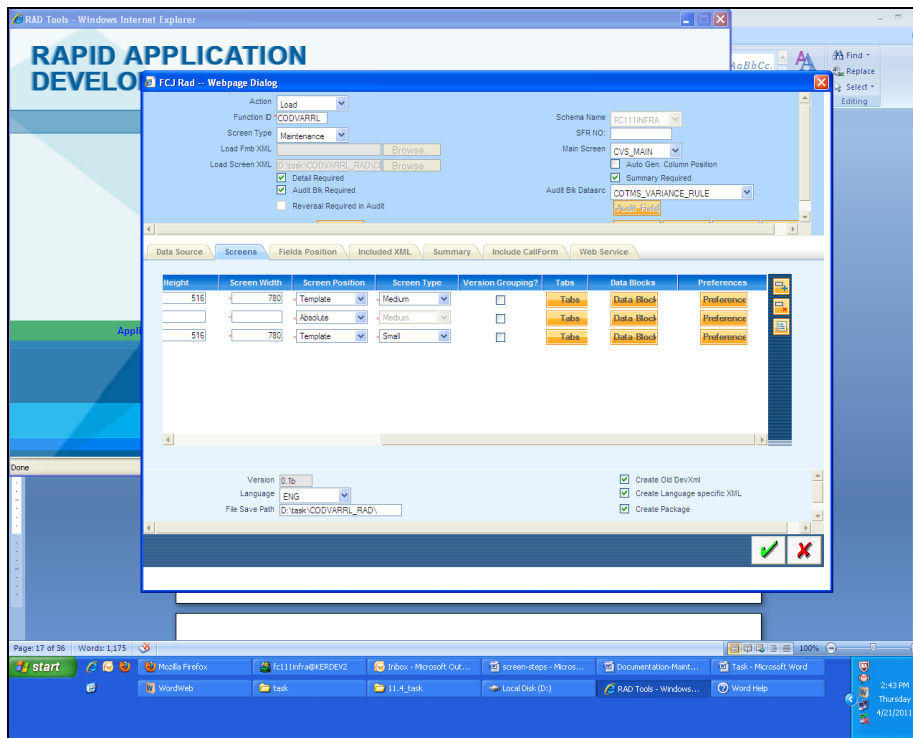 RAD Tools - Windows Internet Explorer
RAPID APPLICATION
DEVELO
AaBbCc.
Find
Replace
Select
Editing
FCJ Rad -- Webpage Dialog
Action Load
Function ID *CODVARRL Schema Name FC111INFRA
Screen Type Maintenance SFR NO:
Load Fmb XML Browse... Main Screen CVS_MAIN
Load Screen XML D:\task\CODVARRL_RAD\ Browse... Auto Gen. Column Position
Detail Required Summary Required
Audit Blk Required Audit Blk Datasrc COTMS_VARIANCE_RULE
Reversal Required in Audit Audit Field
Data Source Screens Fields Position Included XML Summary Include CallForm Web Service
Height Screen Width Screen Position Screen Type Version Grouping? Tabs Data Blocks Preferences
516 * 780 * Template * Medium Tabs Data Block Preference
* * Absolute * Medium Tabs Data Block Preference
516 * 780 * Template * Small Tabs Data Block Preference
Appli
Done
Version 0.1b Create Old DevXml
Language ENG Create Language specific XML
File Save Path D:\task\CODVARRL_RAD\ Create Package
Page: 17 of 36 Words: 1,175 100%
start Mozilla Firefox fc111infra@KERDEV2 Inbox - Microsoft Out... screen-steps - Micros... Documentation-Maint... Task - Microsoft Word
WordWeb task 11.4_task Local Disk (D:) RAD Tools - Windows... Word Help
2:43 PM
Thursday
4/21/2011